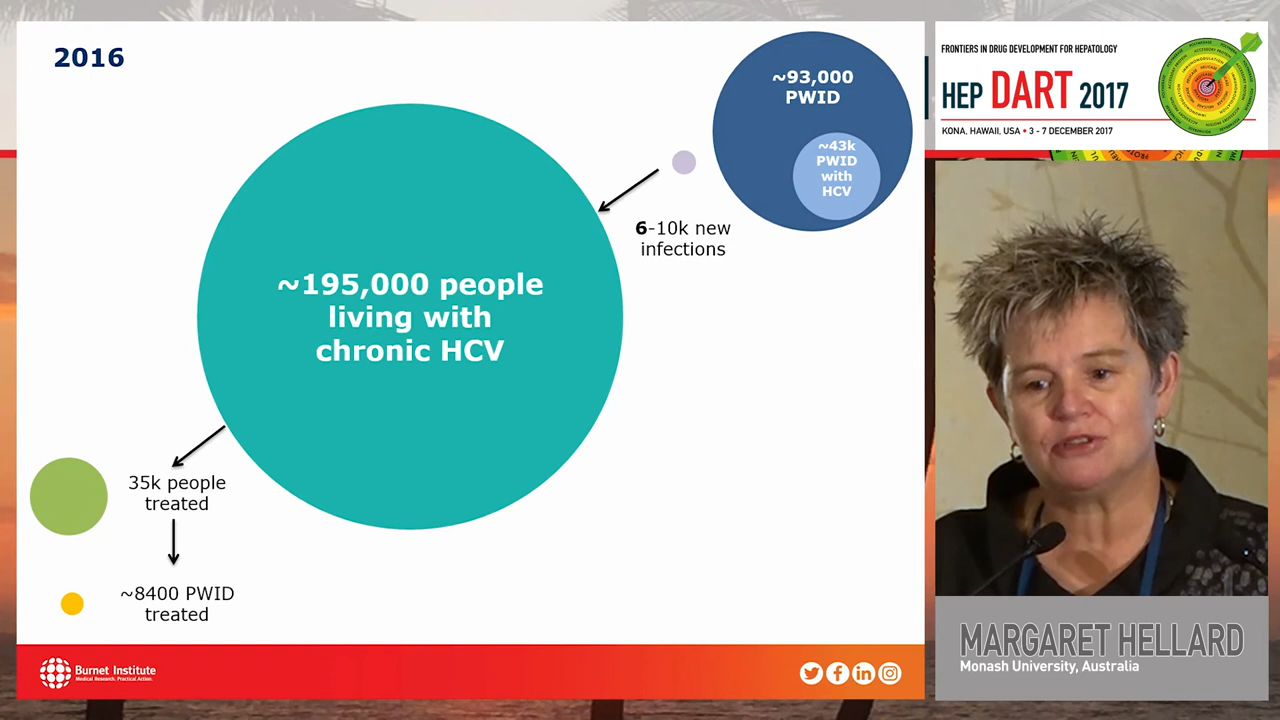 2016
~93,000
PWID
~43k
PWID
with
HCV
6-10k new
infections
~195,000 people
living with
chronic HCV
35k people
treated
~8400 PWID
treated
Burnet Institute
Medical Research. Practical Action.
FRONTIERS IN DRUG DEVELOPMENT FOR HEPATOLOGY
HEP DART 2017
KONA, HAWAII, USA • 3 - 7 DECEMBER 2017
MARGARET HELLARD
Monash University, Australia